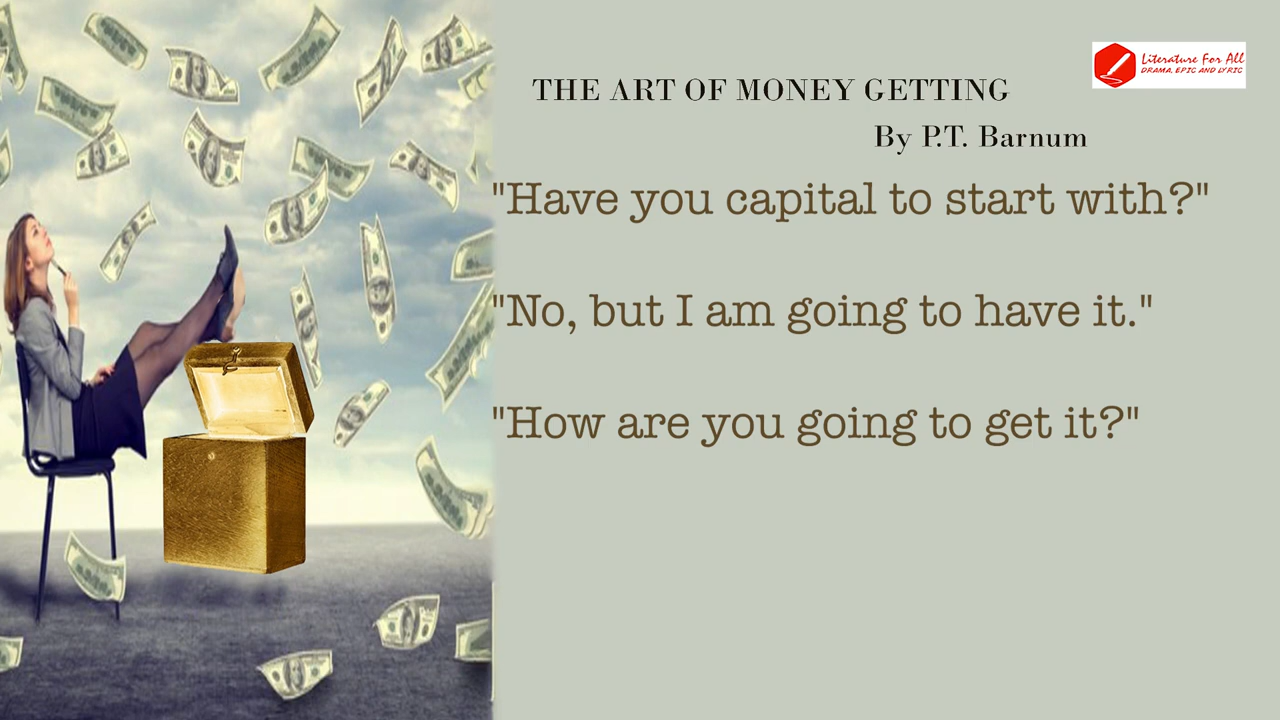 THE ART OF MONEY GETTING
Literature For All
DRAMA, EPIC AND LYRIC
By P.T. Barnum
"Have you capital to start with?"
"No, but I am going to have it."
"How are you going to get it?"